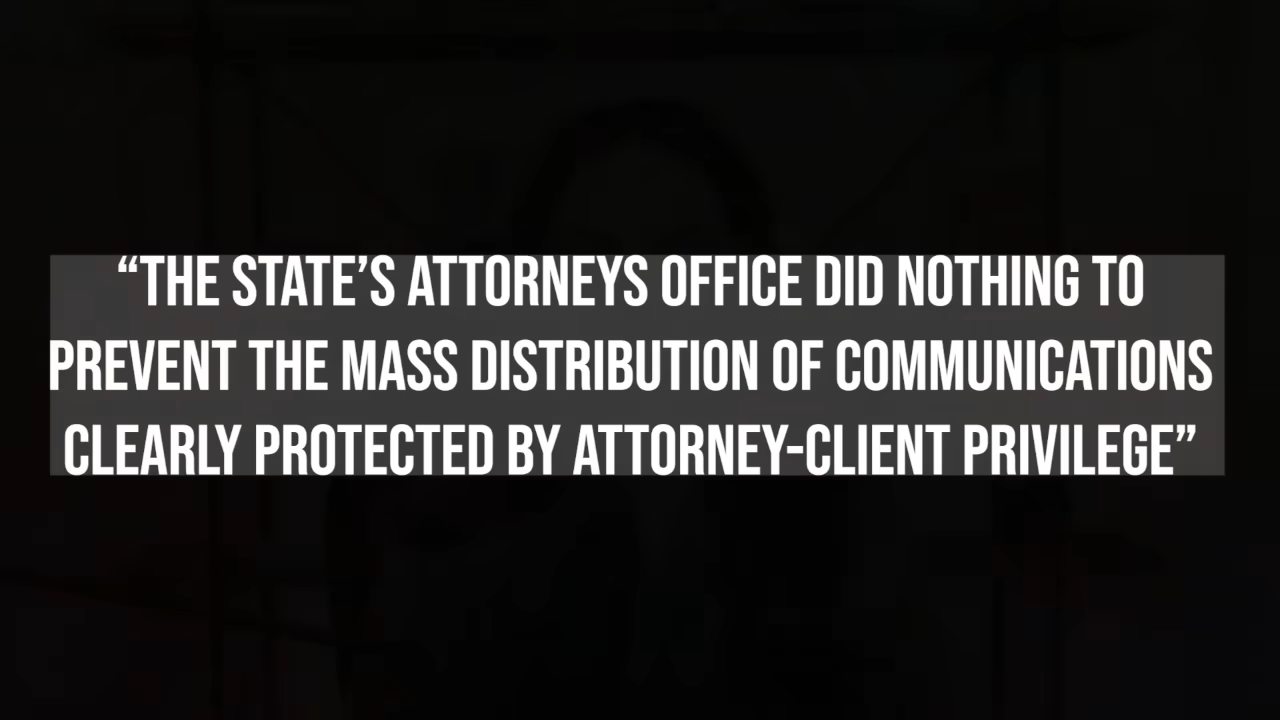 “THE STATE’S ATTORNEYS OFFICE DID NOTHING TO
PREVENT THE MASS DISTRIBUTION OF COMMUNICATIONS
CLEARLY PROTECTED BY ATTORNEY-CLIENT PRIVILEGE”